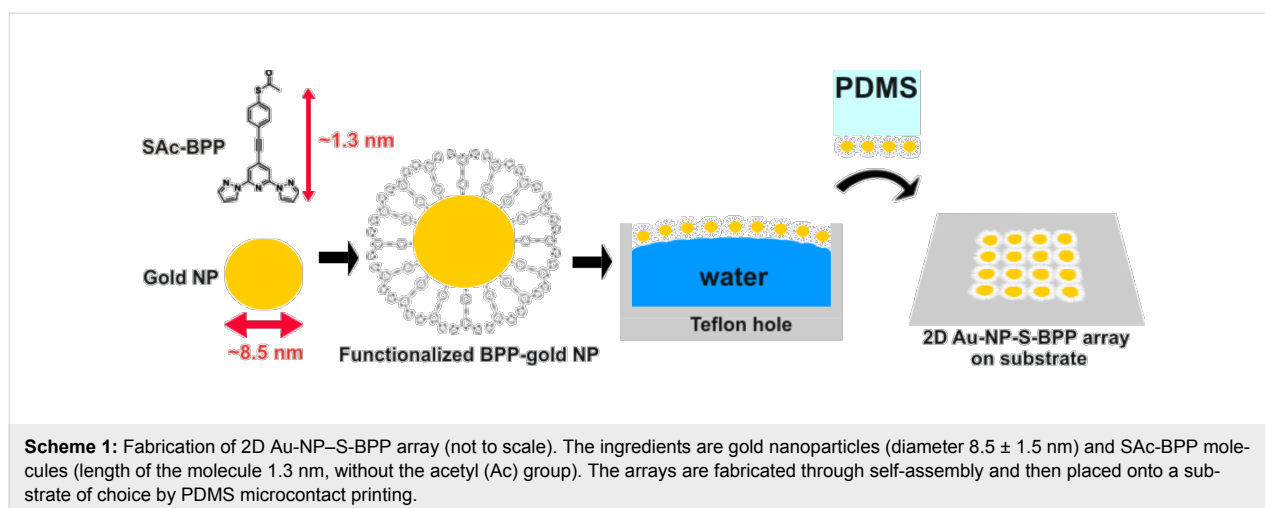 O
S
SAc-BPP
~1.3 nm
N N N N N
Gold NP
~8.5 nm
Functionalized BPP-gold NP
water
Teflon hole
PDMS
2D Au-NP-S-BPP array
on substrate
Scheme 1: Fabrication of 2D Au-NP–S-BPP array (not to scale). The ingredients are gold nanoparticles (diameter 8.5 ± 1.5 nm) and SAc-BPP mole-
cules (length of the molecule 1.3 nm, without the acetyl (Ac) group). The arrays are fabricated through self-assembly and then placed onto a sub-
strate of choice by PDMS microcontact printing.